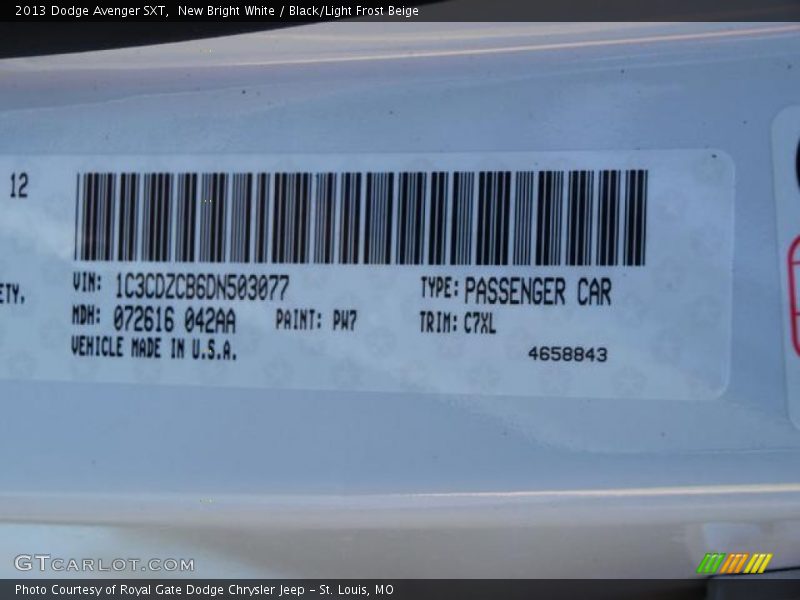 2013 Dodge Avenger SXT,  New Bright White / Black/Light Frost Beige
12
ETY.
VIN: 1C3CDZCB6DN503077 TYPE: PASSENGER CAR
MDH: 072616 042AA PAINT: PW7 TRIM: C7XL
VEHICLE MADE IN U.S.A. 4658843
GTCARLOT.COM
Photo Courtesy of Royal Gate Dodge Chrysler Jeep – St. Louis, MO